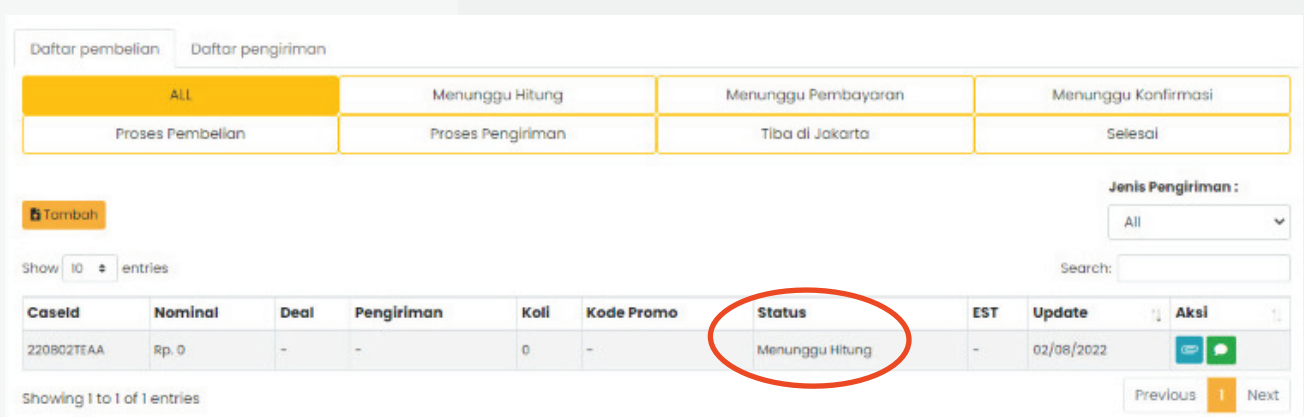 Daftar pembelian Daftar pengiriman
ALL Menunggu Hitung Menunggu Pembayaran Menunggu Konfirmasi
Proses Pembelian Proses Pengiriman Tiba di Jakarta Selesai
Jenis Pengiriman :
Tambah All
Show 10 entries Search:
CaseId Nominal Deal Pengiriman Koli Kode Promo Status EST Update Aksi
220802TEAA Rp. 0 - - 0 - Menunggu Hitung - 02/08/2022
Showing 1 to 1 of 1 entries Previous 1 Next